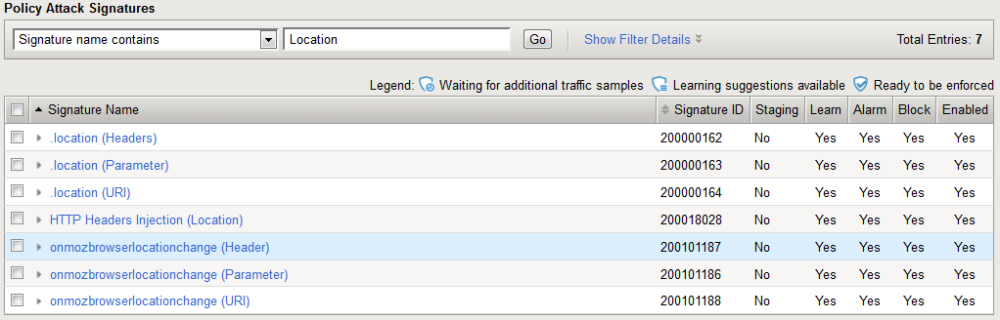 Policy Attack Signatures
Signature name contains Location Go Show Filter Details Total Entries: 7
Legend: Waiting for additional traffic samples Learning suggestions available Ready to be enforced
Signature Name Signature ID Staging Learn Alarm Block Enabled
.location (Headers) 200000162 No Yes Yes Yes Yes
.location (Parameter) 200000163 No Yes Yes Yes Yes
.location (URI) 200000164 No Yes Yes Yes Yes
HTTP Headers Injection (Location) 200018028 No Yes Yes Yes Yes
onmozbrowserlocationchange (Header) 200101187 No Yes Yes Yes Yes
onmozbrowserlocationchange (Parameter) 200101186 No Yes Yes Yes Yes
onmozbrowserlocationchange (URI) 200101188 No Yes Yes Yes Yes